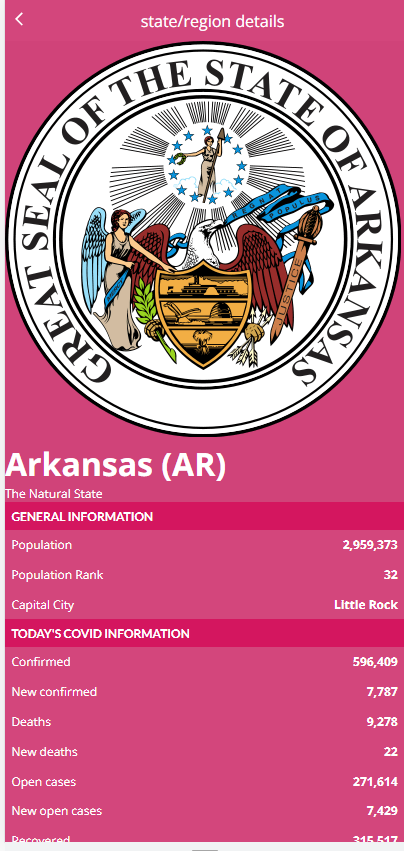 state/region details
GREAT SEAL OF THE STATE OF ARKANSAS
REGNAT POPULUS
JUSTICE
Arkansas (AR)
The Natural State
GENERAL INFORMATION
Population 2,959,373
Population Rank 32
Capital City Little Rock
TODAY'S COVID INFORMATION
Confirmed 596,409
New confirmed 7,787
Deaths 9,278
New deaths 22
Open cases 271,614
New open cases 7,429
Recovered 315,517